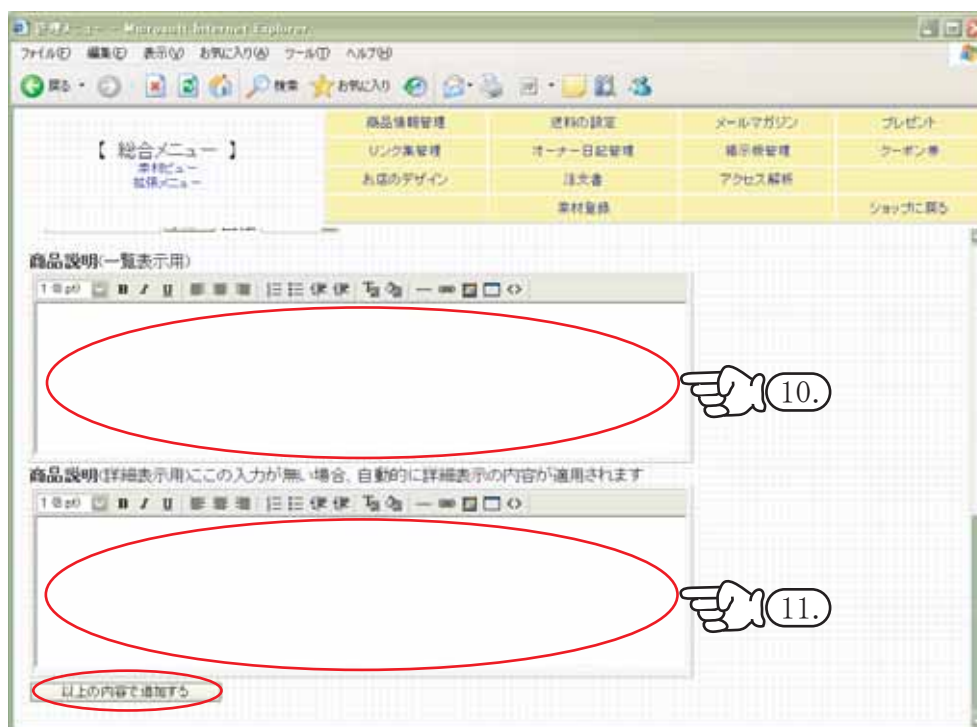 管理メニュー - Microsoft Internet Explorer
ファイル(F) 編集(E) 表示(V) お気に入り(A) ツール(T) ヘルプ(H)
戻る 検索 お気に入り
商品情報管理 送料の設定 メールマガジン プレゼント
【 総合メニュー 】 リンク集管理 オーナー日記管理 掲示板管理 クーポン券
素材ビュー
拡張メニュー お店のデザイン 注文書 アクセス解析
素材登録 ショップに戻る
商品説明(一覧表示用)
B I U
10.
商品説明(詳細表示用)ここの入力が無い場合、自動的に詳細表示の内容が適用されます
B I U
11.
以上の内容で追加する